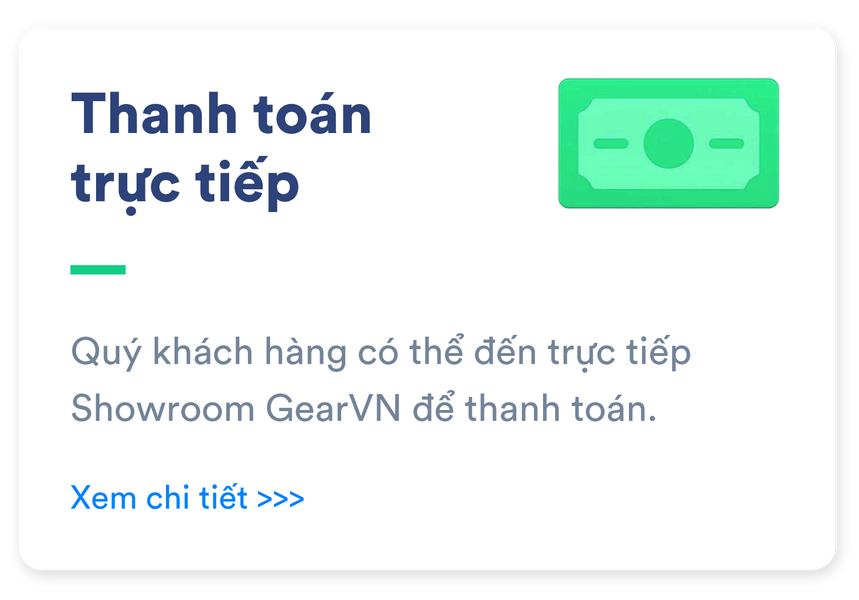 Thanh toán
trực tiếp
Quý khách hàng có thể đến trực tiếp
Showroom GearVN để thanh toán.
Xem chi tiết >>>